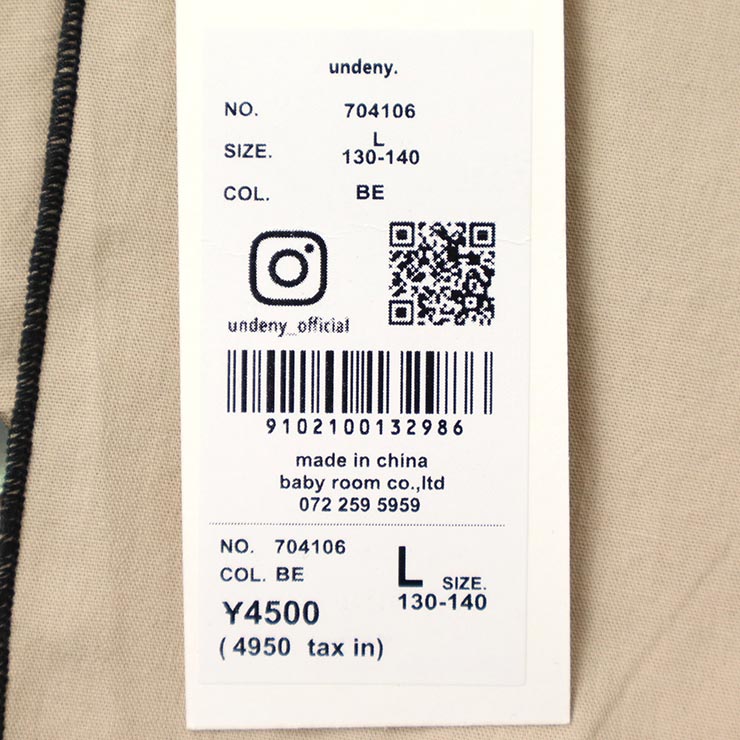 undeny.
NO. 704106
SIZE. L 130-140
COL. BE
undeny_official
9102100132986
made in china
baby room co.,ltd
072 259 5959
NO. 704106
COL. BE
L SIZE.
130-140
¥4500
( 4950 tax in)